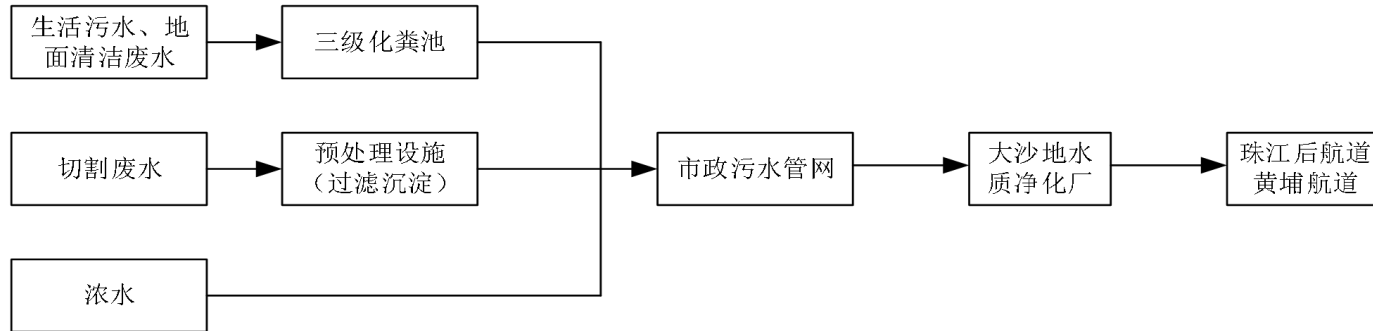 生活污水、地
面清洁废水
三级化粪池
切割废水
预处理设施
（过滤沉淀）
市政污水管网
大沙地水
质净化厂
珠江后航道
黄埔航道
浓水